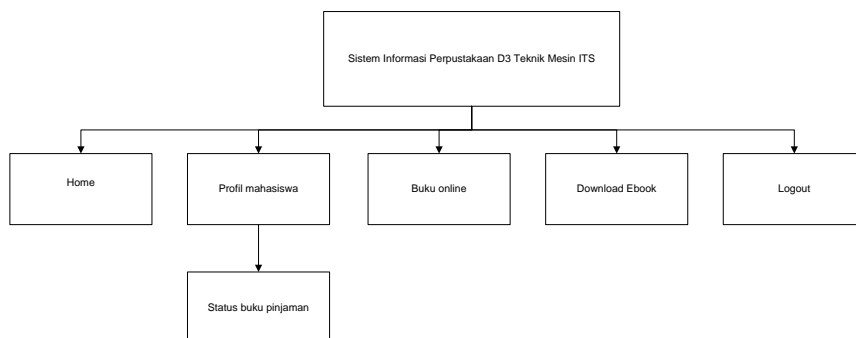 Sistem Informasi Perpustakaan D3 Teknik Mesin ITS
Home
Profil mahasiswa
Buku online
Download Ebook
Logout
Status buku pinjaman